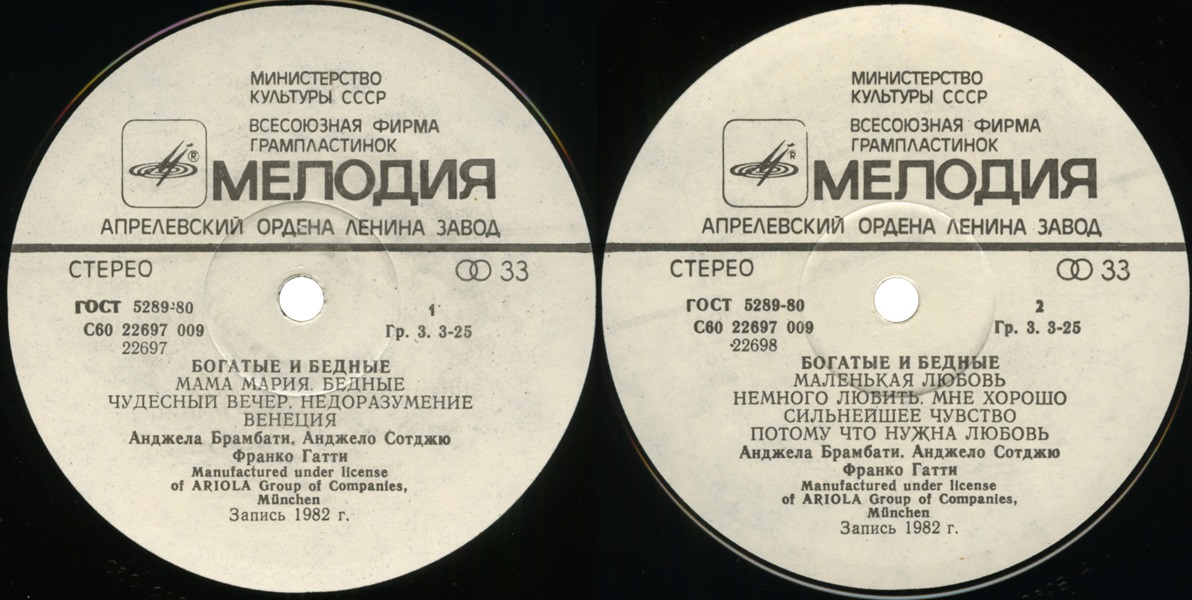 МИНИСТЕРСТВО
КУЛЬТУРЫ СССР
ВСЕСОЮЗНАЯ ФИРМА
ГРАМПЛАСТИНОК
®
МЕЛОДИЯ
АПРЕЛЕВСКИЙ ОРДЕНА ЛЕНИНА ЗАВОД
СТЕРЕО
33
ГОСТ 5289-80
1
С60 22697 009
Гр. 3. 3-25
22697
БОГАТЫЕ И БЕДНЫЕ
МАМА МАРИЯ. БЕДНЫЕ
ЧУДЕСНЫЙ ВЕЧЕР. НЕДОРАЗУМЕНИЕ
ВЕНЕЦИЯ
Анджела Брамбати. Анджело Сотджю
Франко Гатти
Manufactured under license
of ARIOLA Group of Companies,
München
Запись 1982 г.
МИНИСТЕРСТВО
КУЛЬТУРЫ СССР
ВСЕСОЮЗНАЯ ФИРМА
ГРАМПЛАСТИНОК
R
МЕЛОДИЯ
АПРЕЛЕВСКИЙ ОРДЕНА ЛЕНИНА ЗАВОД
СТЕРЕО
33
ГОСТ 5289-80
2
С60 22697 009
Гр. 3. 3-25
22698
БОГАТЫЕ И БЕДНЫЕ
МАЛЕНЬКАЯ ЛЮБОВЬ
НЕМНОГО ЛЮБИТЬ. МНЕ ХОРОШО
СИЛЬНЕЙШЕЕ ЧУВСТВО
ПОТОМУ ЧТО НУЖНА ЛЮБОВЬ
Анджела Брамбати. Анджело Сотджю
Франко Гатти
Manufactured under license
of ARIOLA Group of Companies,
München
Запись 1982 г.